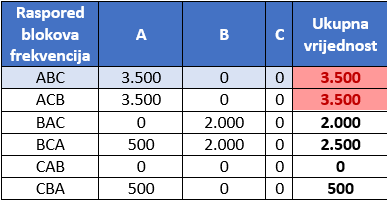 Raspored blokova frekvencija A B C Ukupna vrijednost
ABC 3.500 0 0 3.500
ACB 3.500 0 0 3.500
BAC 0 2.000 0 2.000
BCA 500 2.000 0 2.500
CAB 0 0 0 0
CBA 500 0 0 500